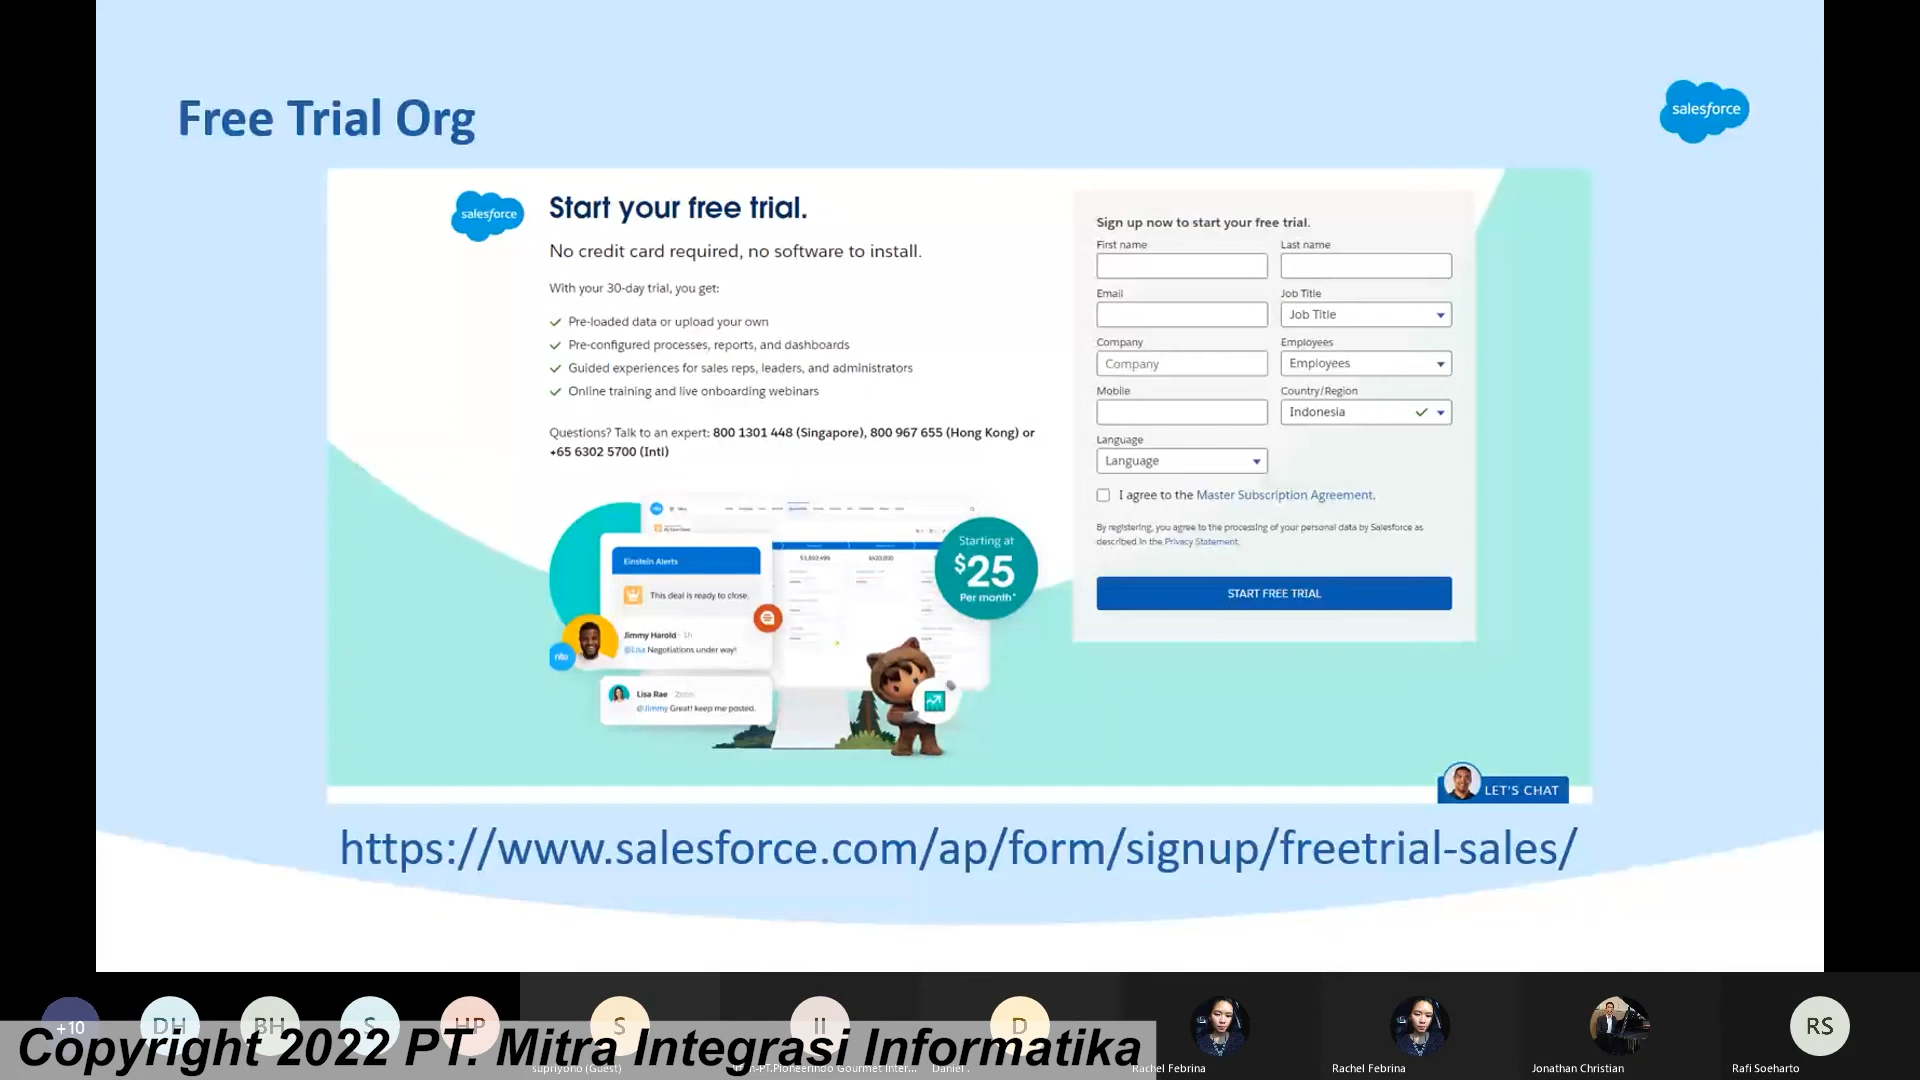 Free Trial Org
salesforce
salesforce
Start your free trial.
No credit card required, no software to install.
With your 30-day trial, you get:
Pre-loaded data or upload your own
Pre-configured processes, reports, and dashboards
Guided experiences for sales reps, leaders, and administrators
Online training and live onboarding webinars
Questions? Talk to an expert: 800 1301 448 (Singapore), 800 967 655 (Hong Kong) or
+65 6302 5700 (Intl)
Einstein Alerts
This deal is ready to close.
Jimmy Harold 1h
@Lisa Negotiations under way!
nto
Lisa Rae
@Jimmy Great! keep me posted.
Starting at
$25
Per month*
Sign up now to start your free trial.
First name Last name
Email Job Title
Job Title
Company Employees
Company Employees
Mobile Country/Region
Indonesia
Language
Language
I agree to the Master Subscription Agreement.
By registering, you agree to the processing of your personal data by Salesforce as
described in the Privacy Statement.
START FREE TRIAL
LET'S CHAT
https://www.salesforce.com/ap/form/signup/freetrial-sales/
+10 DH BH S HP S II D RS
Copyright 2022 PT. Mitra Integrasi Informatika
supriyono (Guest) Daniel . Rachel Febrina Rachel Febrina Jonathan Christian Rafi Soeharto